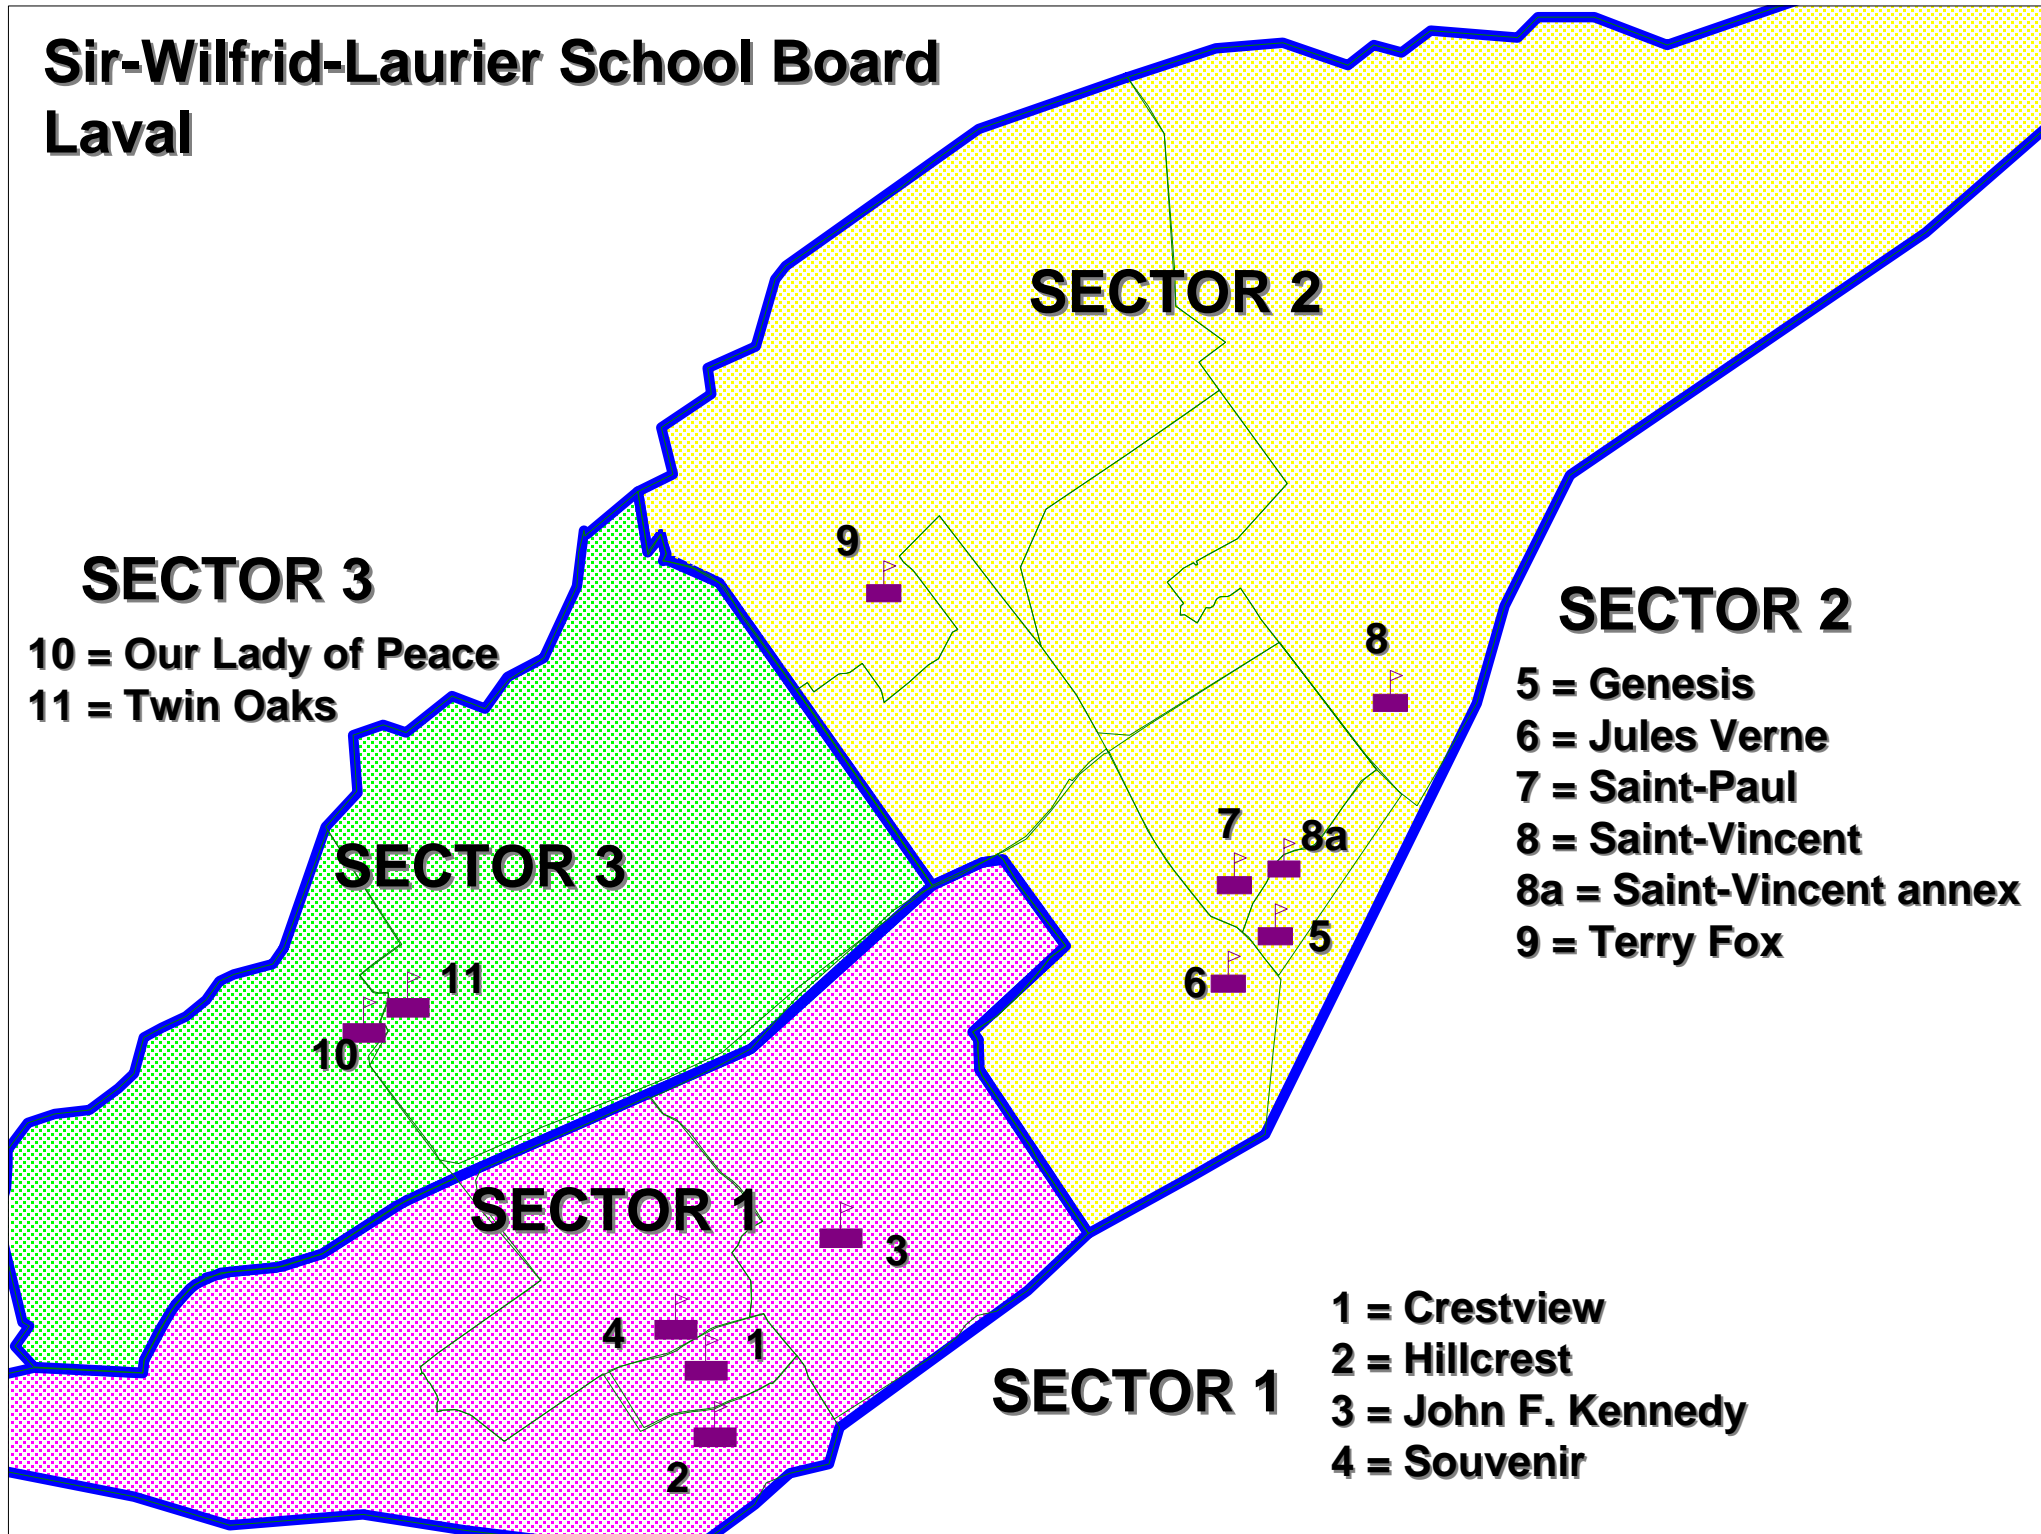 Sir-Wilfrid-Laurier School Board
Laval
SECTOR 2
9
8
7
8a
5
6
SECTOR 3
10 = Our Lady of Peace
11 = Twin Oaks
SECTOR 2
5 = Genesis
6 = Jules Verne
7 = Saint-Paul
8 = Saint-Vincent
8a = Saint-Vincent annex
9 = Terry Fox
SECTOR 3
11
10
SECTOR 1
3
4
1
2
SECTOR 1
1 = Crestview
2 = Hillcrest
3 = John F. Kennedy
4 = Souvenir